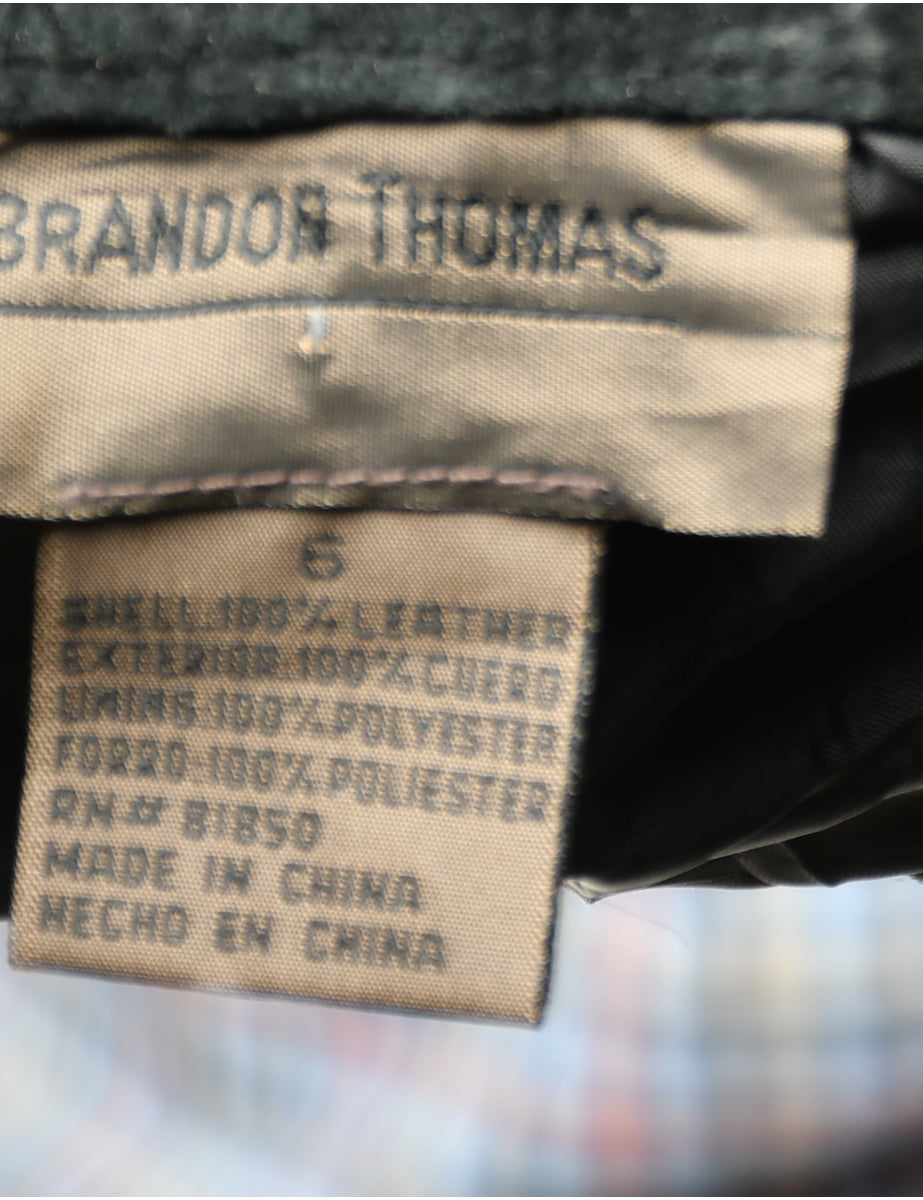 BRANDON THOMAS
6
SHELL 100% LEATHER
EXTERIOR 100% CUERO
LINING 100% POLYESTER
FORRO 100% POLIESTER
RN# 81850
MADE IN CHINA
HECHO EN CHINA